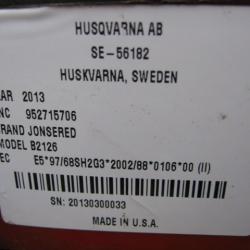 HUSQVARNA AB
SE-56182
HUSKVARNA, SWEDEN
AR 2013
NC 952715706
RAND JONSERED
MODEL B2126
EC E5*97/68SH2G3*2002/88*0106*00 (II)
SN: 20130300033
MADE IN U.S.A.